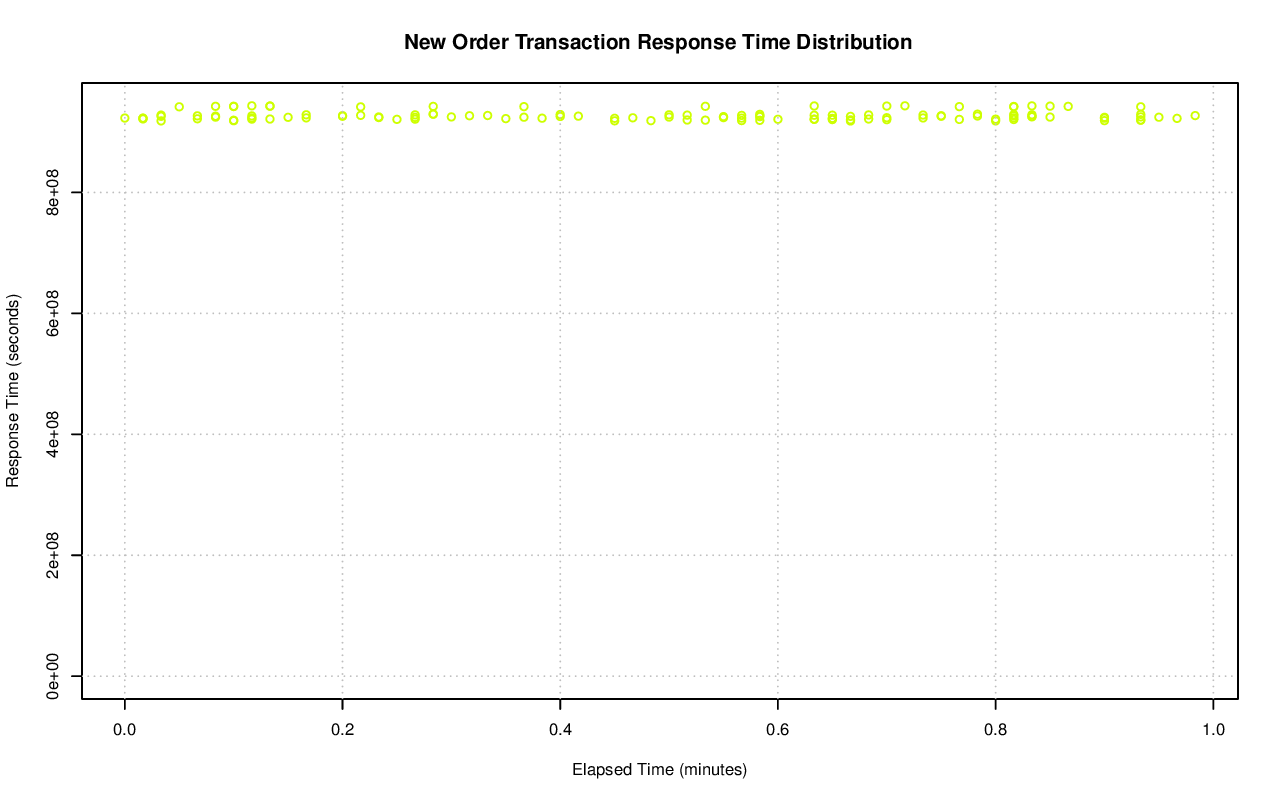 New Order Transaction Response Time Distribution
Response Time (seconds)
8e+08
6e+08
4e+08
2e+08
0e+00
0.0 0.2 0.4 0.6 0.8 1.0
Elapsed Time (minutes)